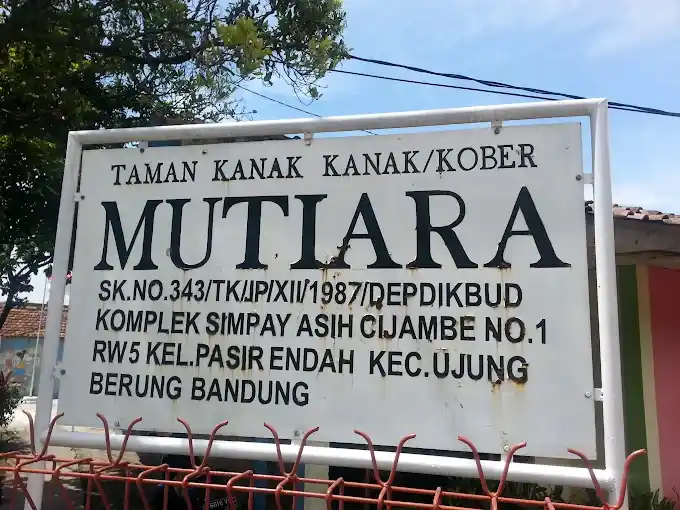 TAMAN KANAK KANAK/KOBER
MUTIARA
SK.NO.343/TK/JP/XII/1987/DEPDIKBUD
KOMPLEK SIMPAY ASIH CIJAMBE NO.1
RW5 KEL.PASIR ENDAH KEC.UJUNG
BERUNG BANDUNG